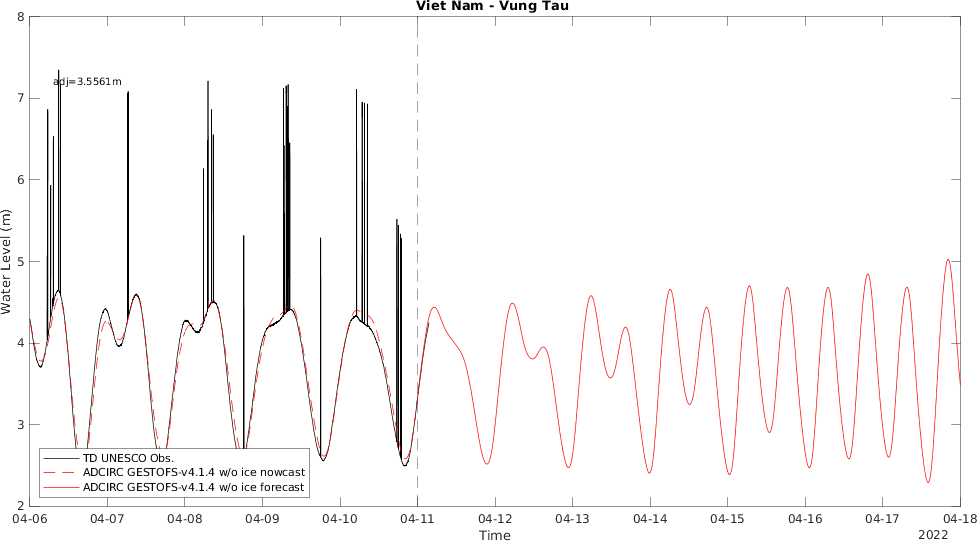 Viet Nam - Vung Tau
8
7
6
5
4
3
2
Water Level (m)
adj=3.5561m
TD UNESCO Obs.
ADCIRC GESTOFS-v4.1.4 w/o ice nowcast
ADCIRC GESTOFS-v4.1.4 w/o ice forecast
04-06 04-07 04-08 04-09 04-10 04-11 04-12 04-13 04-14 04-15 04-16 04-17 04-18
Time
2022